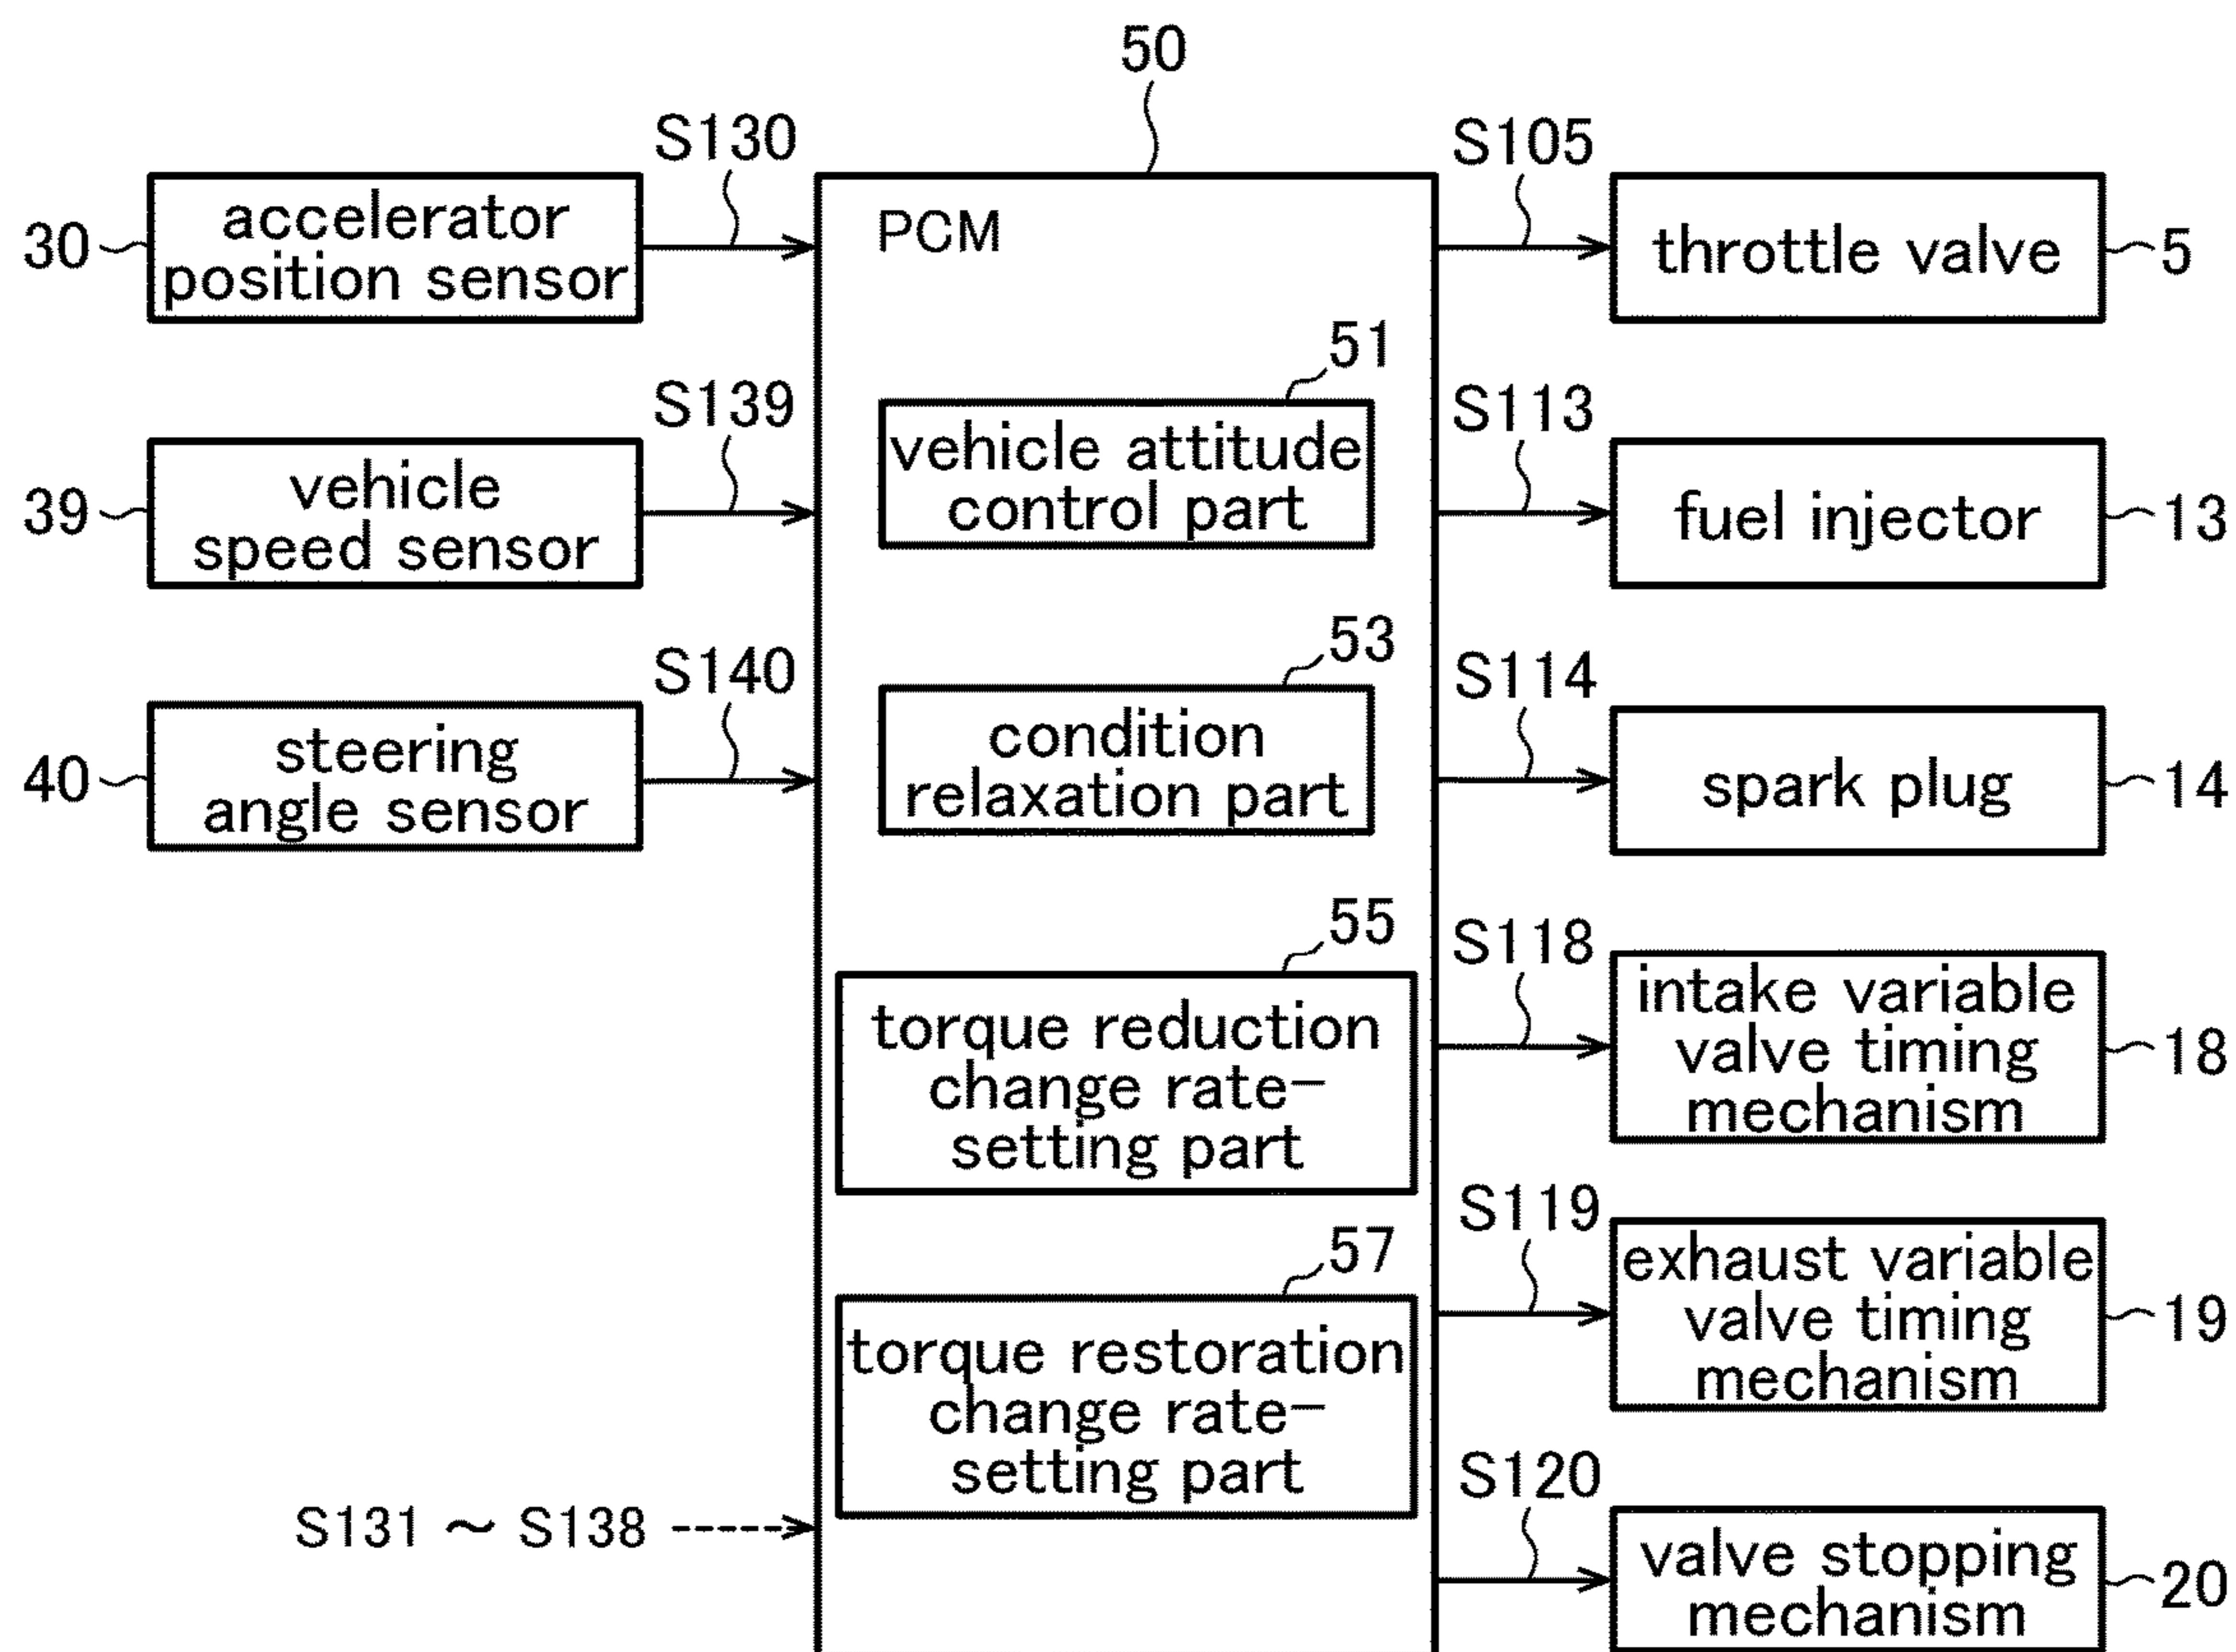 50
S130
S105
accelerator
position sensor
30
PCM
throttle valve
5
51
S139
S113
vehicle
speed sensor
39
vehicle attitude
control part
fuel injector
13
53
S140
S114
steering
angle sensor
40
condition
relaxation part
spark plug
14
55
S118
torque reduction
change rate-
setting part
intake variable
valve timing
mechanism
18
57
S119
torque restoration
change rate-
setting part
exhaust variable
valve timing
mechanism
19
S131 ～ S138
S120
valve stopping
mechanism
20